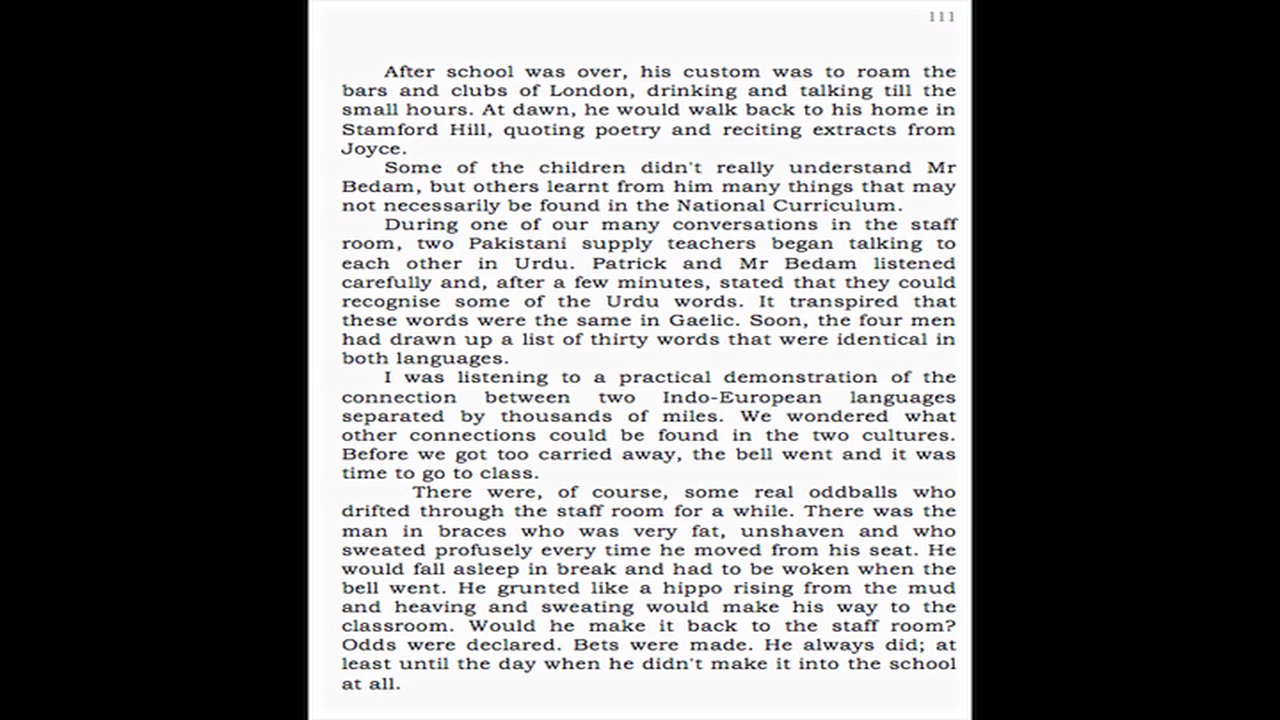 111
After school was over, his custom was to roam the
bars and clubs of London, drinking and talking till the
small hours. At dawn, he would walk back to his home in
Stamford Hill, quoting poetry and reciting extracts from
Joyce.
Some of the children didn't really understand Mr
Bedam, but others learnt from him many things that may
not necessarily be found in the National Curriculum.
During one of our many conversations in the staff
room, two Pakistani supply teachers began talking to
each other in Urdu. Patrick and Mr Bedam listened
carefully and, after a few minutes, stated that they could
recognise some of the Urdu words. It transpired that
these words were the same in Gaelic. Soon, the four men
had drawn up a list of thirty words that were identical in
both languages.
I was listening to a practical demonstration of the
connection between two Indo-European languages
separated by thousands of miles. We wondered what
other connections could be found in the two cultures.
Before we got too carried away, the bell went and it was
time to go to class.
There were, of course, some real oddballs who
drifted through the staff room for a while. There was the
man in braces who was very fat, unshaven and who
sweated profusely every time he moved from his seat. He
would fall asleep in break and had to be woken when the
bell went. He grunted like a hippo rising from the mud
and heaving and sweating would make his way to the
classroom. Would he make it back to the staff room?
Odds were declared. Bets were made. He always did; at
least until the day when he didn't make it into the school
at all.